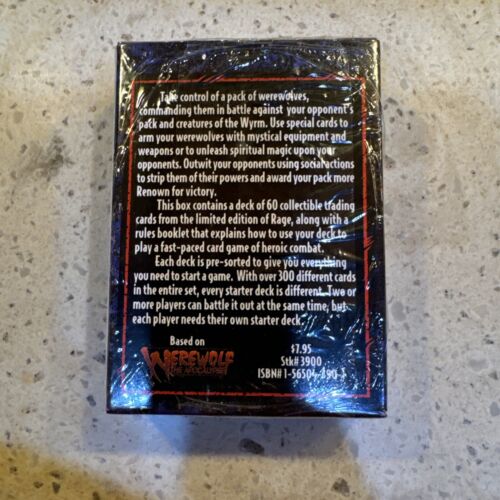 Take control of a pack of werewolves,
commanding them in battle against your opponent's
pack and creatures of the Wyrm. Use special cards to
arm your werewolves with mystical equipment and
weapons or to unleash spiritual magic upon your
opponents. Outwit your opponents using social actions
to strip them of their powers and award your pack more
Renown for victory.
This box contains a deck of 60 collectible trading
cards from the limited edition of Rage, along with a
rules booklet that explains how to use your deck to
play a fast-paced card game of heroic combat.
Each deck is pre-sorted to give you everything
you need to start a game. With over 300 different cards
in the entire set, every starter deck is different. Two or
more players can battle it out at the same time, but
each player needs their own starter deck.
Based on
WEREWOLF
THE APOCALYPSE
$7.95
Stk# 3900
ISBN# 1-56504-